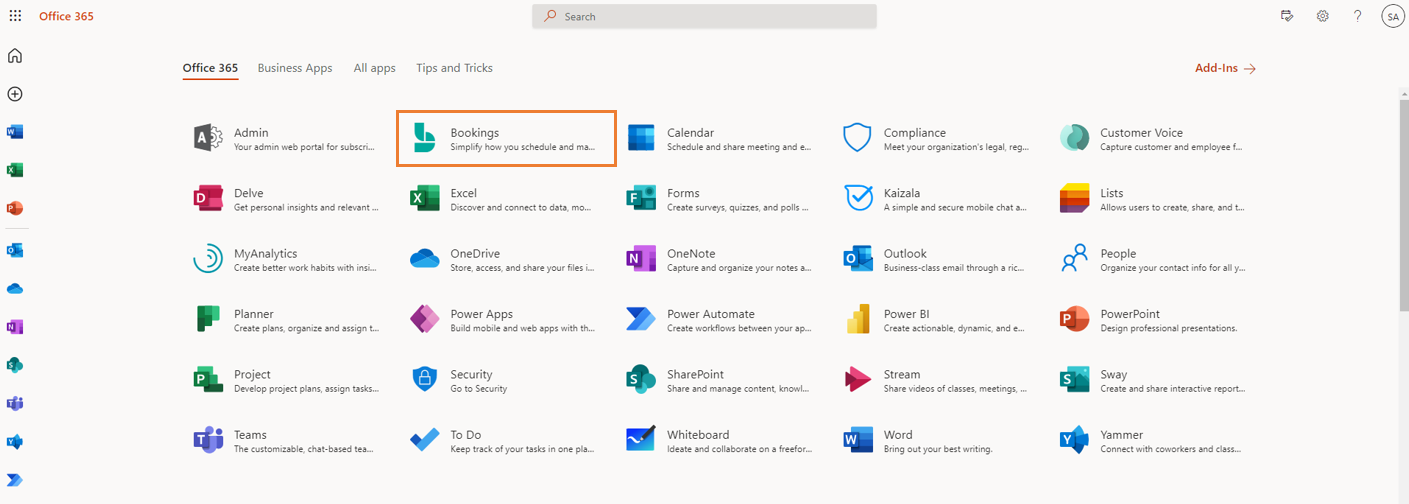 Office 365
Search
SA
Office 365 Business Apps All apps Tips and Tricks Add-Ins →
Admin
Your admin web portal for subscri...
Bookings
Simplify how you schedule and ma...
Calendar
Schedule and share meeting and e...
Compliance
Meet your organization's legal, reg...
Customer Voice
Capture customer and employee f...
Delve
Get personal insights and relevant ...
Excel
Discover and connect to data, mo...
Forms
Create surveys, quizzes, and polls ...
Kaizala
A simple and secure mobile chat a...
Lists
Allows users to create, share, and t...
MyAnalytics
Create better work habits with insi...
OneDrive
Store, access, and share your files i...
OneNote
Capture and organize your notes a...
Outlook
Business-class email through a ric...
People
Organize your contact info for all y...
Planner
Create plans, organize and assign t...
Power Apps
Build mobile and web apps with th...
Power Automate
Create workflows between your ap...
Power BI
Create actionable, dynamic, and e...
PowerPoint
Design professional presentations.
Project
Develop project plans, assign tasks...
Security
Go to Security
SharePoint
Share and manage content, knowl...
Stream
Share videos of classes, meetings, ...
Sway
Create and share interactive report...
Teams
The customizable, chat-based tea...
To Do
Keep track of your tasks in one pla...
Whiteboard
Ideate and collaborate on a freefor...
Word
Bring out your best writing.
Yammer
Connect with coworkers and class...